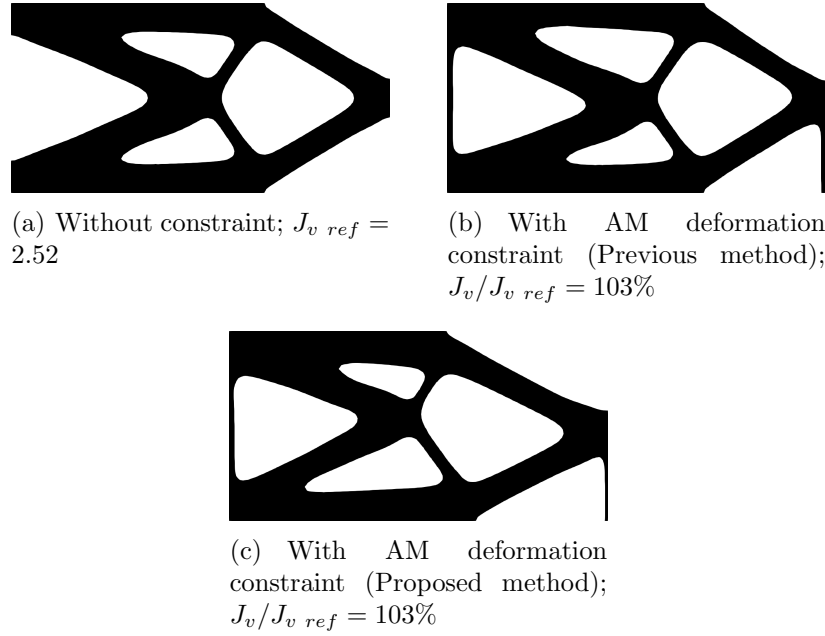 (a) Without constraint; $J_{v\ ref}$ =
2.52
(b) With AM deformation
constraint (Previous method);
$J_v/J_{v\ ref}$ = 103%
(c) With AM deformation
constraint (Proposed method);
$J_v/J_{v\ ref}$ = 103%